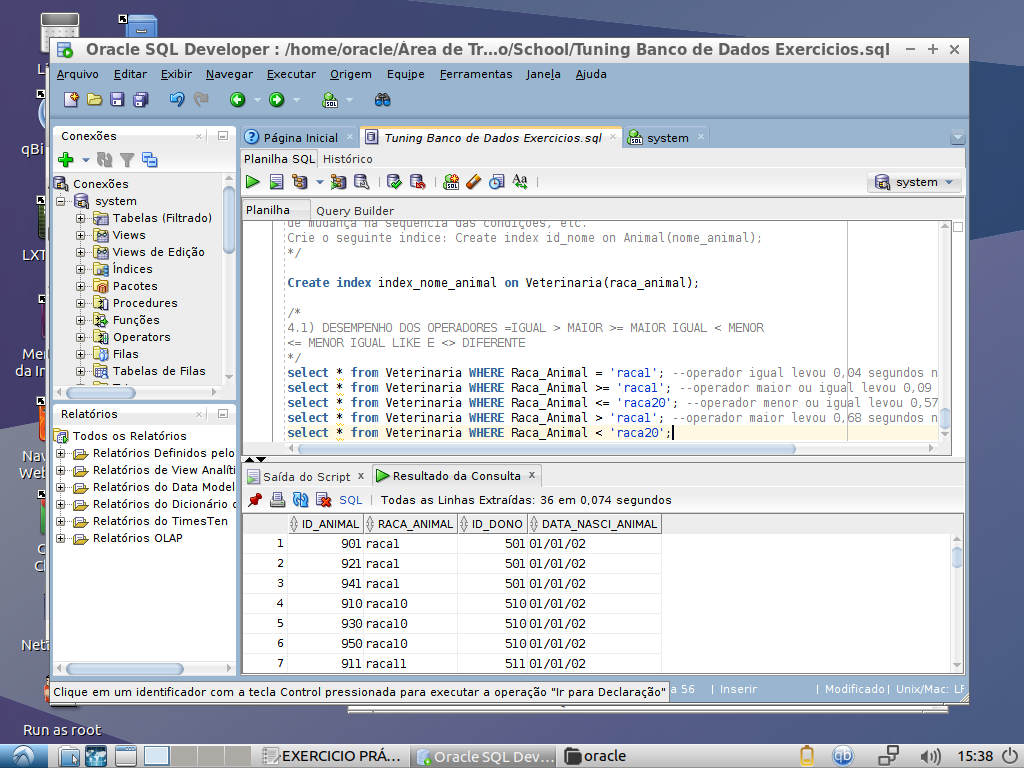 Oracle SQL Developer : /home/oracle/Área de Tr...o/School/Tuning Banco de Dados Exercicios.sql
Arquivo Editar Exibir Navegar Executar Origem Equipe Ferramentas Janela Ajuda
Conexões
Página Inicial
Tuning Banco de Dados Exercicios.sql
system
Planilha SQL Histórico
system
Planilha Query Builder
Conexões
system
Tabelas (Filtrado)
Views
Views de Edição
Índices
Pacotes
Procedures
Funções
Operators
Filas
Tabelas de Filas
de mudança na sequencia das condições, etc.
Crie o seguinte indice: Create index id_nome on Animal(nome_animal);
*/
Create index index_nome_animal on Veterinaria(raca_animal);
/*
4.1) DESEMPENHO DOS OPERADORES =IGUAL > MAIOR >= MAIOR IGUAL < MENOR
<= MENOR IGUAL LIKE E <> DIFERENTE
*/
select * from Veterinaria WHERE Raca_Animal = 'raca1'; --operador igual levou 0,04 segundos n
select * from Veterinaria WHERE Raca_Animal >= 'raca1'; --operador maior ou igual levou 0,09
select * from Veterinaria WHERE Raca_Animal <= 'raca20'; --operador menor ou igual levou 0,57
select * from Veterinaria WHERE Raca_Animal > 'raca1'; --operador maior levou 0,68 segundos n
select * from Veterinaria WHERE Raca_Animal < 'raca20';
Relatórios
Todos os Relatórios
Relatórios Definidos pelo
Relatórios de View Analíti
Relatórios do Data Model
Relatórios do Dicionário d
Relatórios do TimesTen
Relatórios OLAP
Saída do Script x Resultado da Consulta x
SQL | Todas as Linhas Extraídas: 36 em 0,074 segundos
ID_ANIMAL RACA_ANIMAL ID_DONO DATA_NASCI_ANIMAL
1 901 raca1 501 01/01/02
2 921 raca1 501 01/01/02
3 941 raca1 501 01/01/02
4 910 raca10 510 01/01/02
5 930 raca10 510 01/01/02
6 950 raca10 510 01/01/02
7 911 raca11 511 01/01/02
Clique em um identificador com a tecla Control pressionada para executar a operação "Ir para Declaração"
a 56 | Inserir | Modificado | Unix/Mac: LF
qBi
LXT
Mer
da In
Nav
Web
C
Net
Run as root
EXERCICIO PRÁ...
Oracle SQL Dev...
oracle
qb
15:38